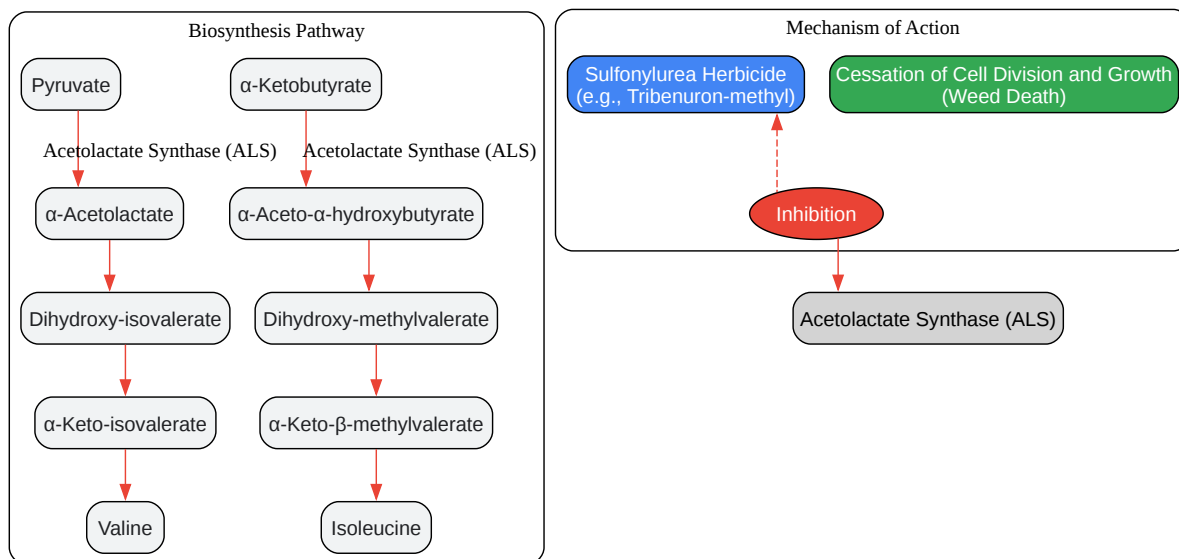 Biosynthesis Pathway
Pyruvate
α-Ketobutyrate
Acetolactate Synthase (ALS)
Acetolactate Synthase (ALS)
α-Acetolactate
α-Aceto-α-hydroxybutyrate
Dihydroxy-isovalerate
Dihydroxy-methylvalerate
α-Keto-isovalerate
α-Keto-β-methylvalerate
Valine
Isoleucine
Mechanism of Action
Sulfonylurea Herbicide
(e.g., Tribenuron-methyl)
Cessation of Cell Division and Growth
(Weed Death)
Inhibition
Acetolactate Synthase (ALS)